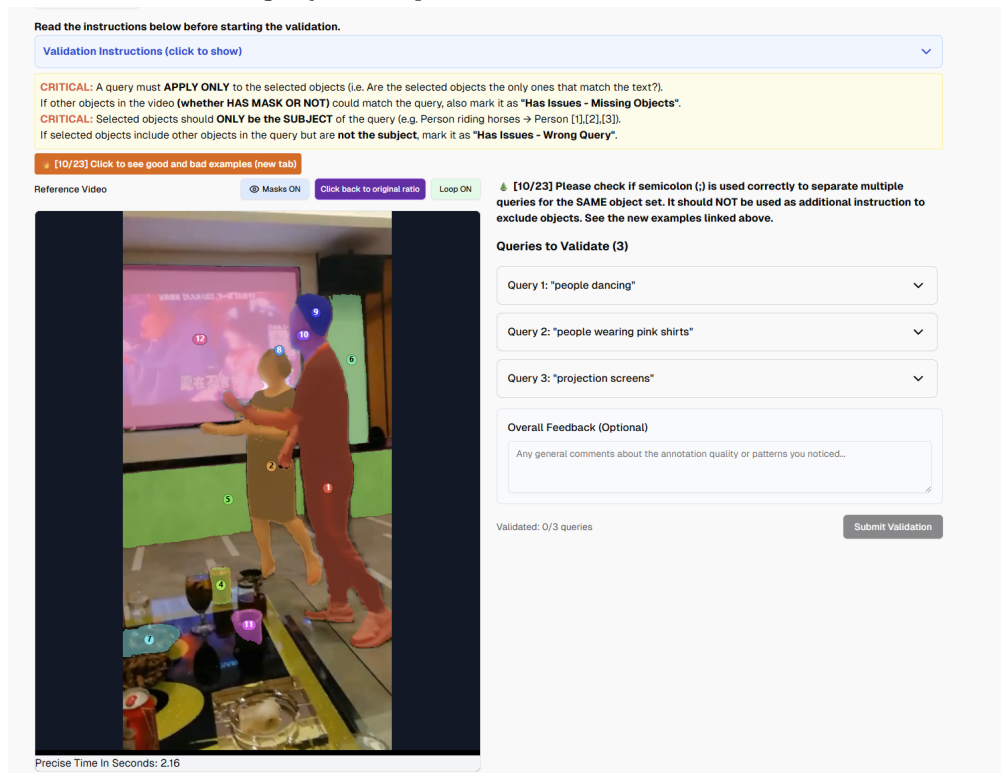 Read the instructions below before starting the validation.
Validation Instructions (click to show)
CRITICAL: A query must APPLY ONLY to the selected objects (i.e. Are the selected objects the only ones that match the text?).
If other objects in the video (whether HAS MASK OR NOT) could match the query, also mark it as "Has Issues - Missing Objects".
CRITICAL: Selected objects should ONLY be the SUBJECT of the query (e.g. Person riding horses → Person [1],[2],[3]).
If selected objects include other objects in the query but are not the subject, mark it as "Has Issues - Wrong Query".
[10/23] Click to see good and bad examples (new tab)
Reference Video
Masks ON
Click back to original ratio
Loop ON
9
10
12
8
6
2
1
5
4
11
7
Precise Time In Seconds: 2.16
[10/23] Please check if semicolon (;) is used correctly to separate multiple
queries for the SAME object set. It should NOT be used as additional instruction to
exclude objects. See the new examples linked above.
Queries to Validate (3)
Query 1: "people dancing"
Query 2: "people wearing pink shirts"
Query 3: "projection screens"
Overall Feedback (Optional)
Any general comments about the annotation quality or patterns you noticed...
Validated: 0/3 queries
Submit Validation